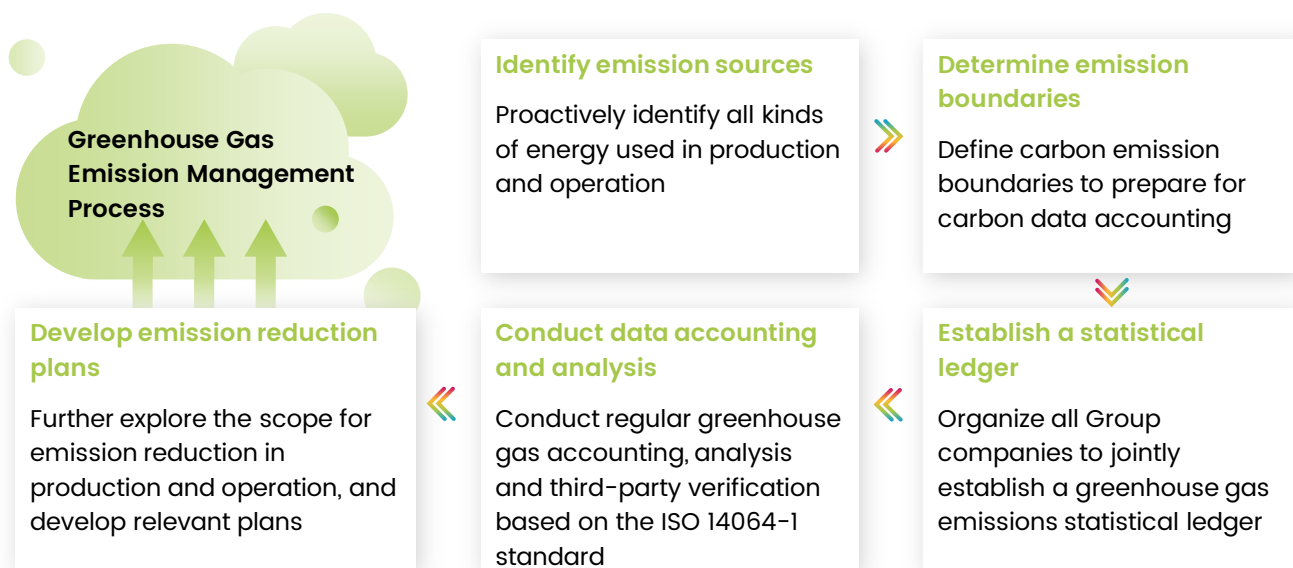 Greenhouse Gas
Emission Management
Process
Identify emission sources
Proactively identify all kinds
of energy used in production
and operation
Determine emission
boundaries
Define carbon emission
boundaries to prepare for
carbon data accounting
Establish a statistical
ledger
Organize all Group
companies to jointly
establish a greenhouse gas
emissions statistical ledger
Conduct data accounting
and analysis
Conduct regular greenhouse
gas accounting, analysis
and third-party verification
based on the ISO 14064-1
standard
Develop emission reduction
plans
Further explore the scope for
emission reduction in
production and operation, and
develop relevant plans